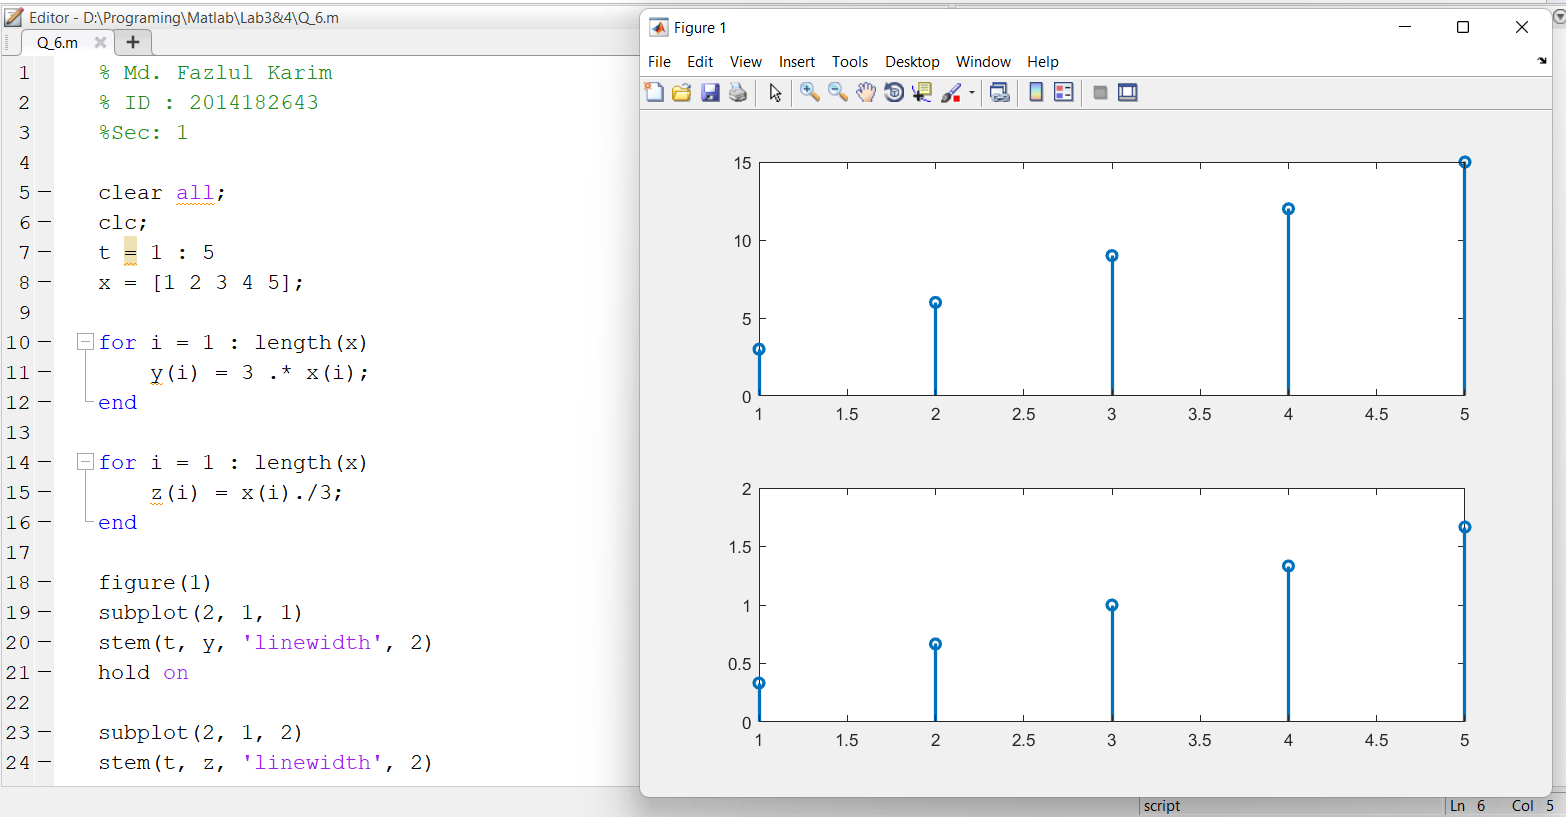 Editor - D:\Programing\Matlab\Lab3&4\Q_6.m
Q_6.m
1 % Md. Fazlul Karim
2 % ID : 2014182643
3 %Sec: 1
4
5 clear all;
6 clc;
7 t = 1 : 5
8 x = [1 2 3 4 5];
9
10 for i = 1 : length(x)
11 y(i) = 3 .* x(i);
12 end
13
14 for i = 1 : length(x)
15 z(i) = x(i)./3;
16 end
17
18 figure(1)
19 subplot(2, 1, 1)
20 stem(t, y, 'linewidth', 2)
21 hold on
22
23 subplot(2, 1, 2)
24 stem(t, z, 'linewidth', 2)
Figure 1
File Edit View Insert Tools Desktop Window Help
15
10
5
0
1 1.5 2 2.5 3 3.5 4 4.5 5
2
1.5
1
0.5
0
1 1.5 2 2.5 3 3.5 4 4.5 5
script Ln 6 Col 5